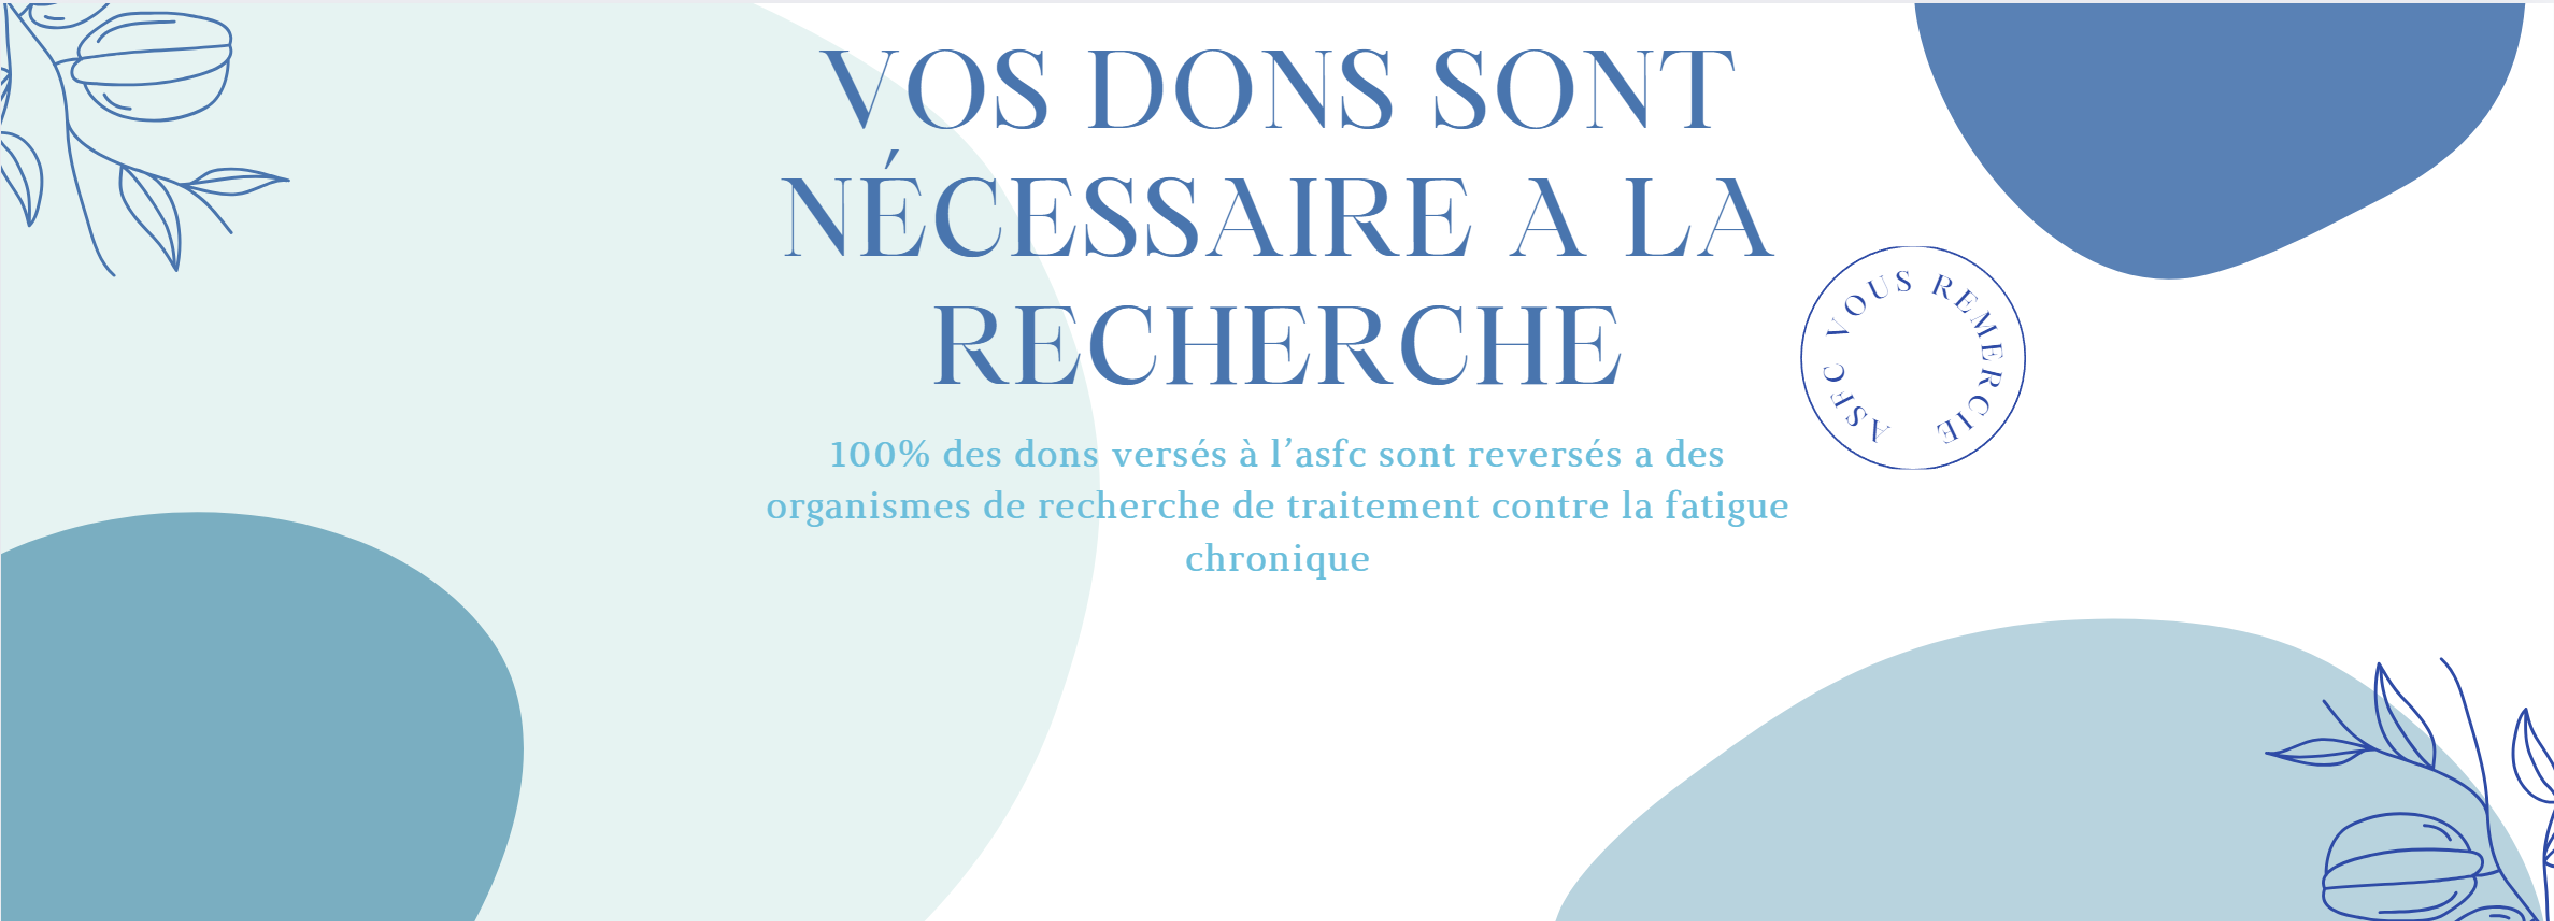 VOS DONS SONT
NÉCESSAIRE A LA
RECHERCHE
ASFC VOUS REMERCIE
100% des dons versés à l’asfc sont reversés a des
organismes de recherche de traitement contre la fatigue
chronique